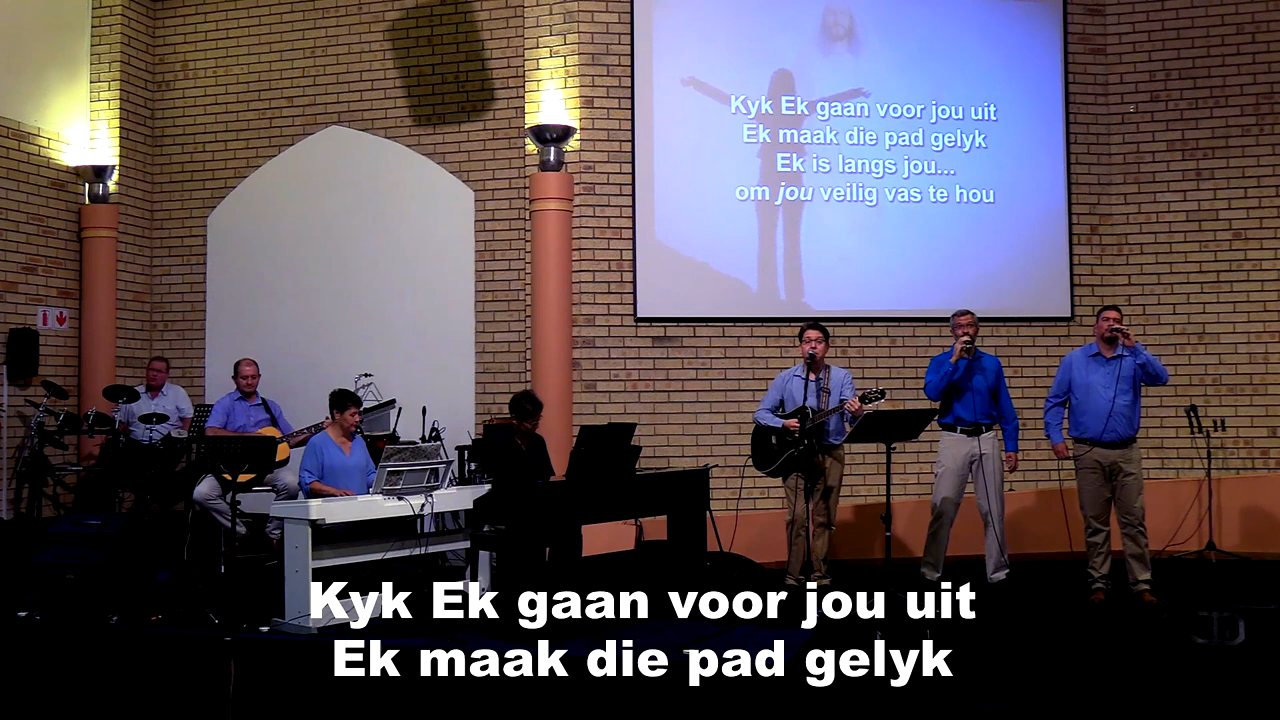 Kyk Ek gaan voor jou uit
Ek maak die pad gelyk
Ek is langs jou...
om jou veilig vas te hou
Kyk Ek gaan voor jou uit
Ek maak die pad gelyk